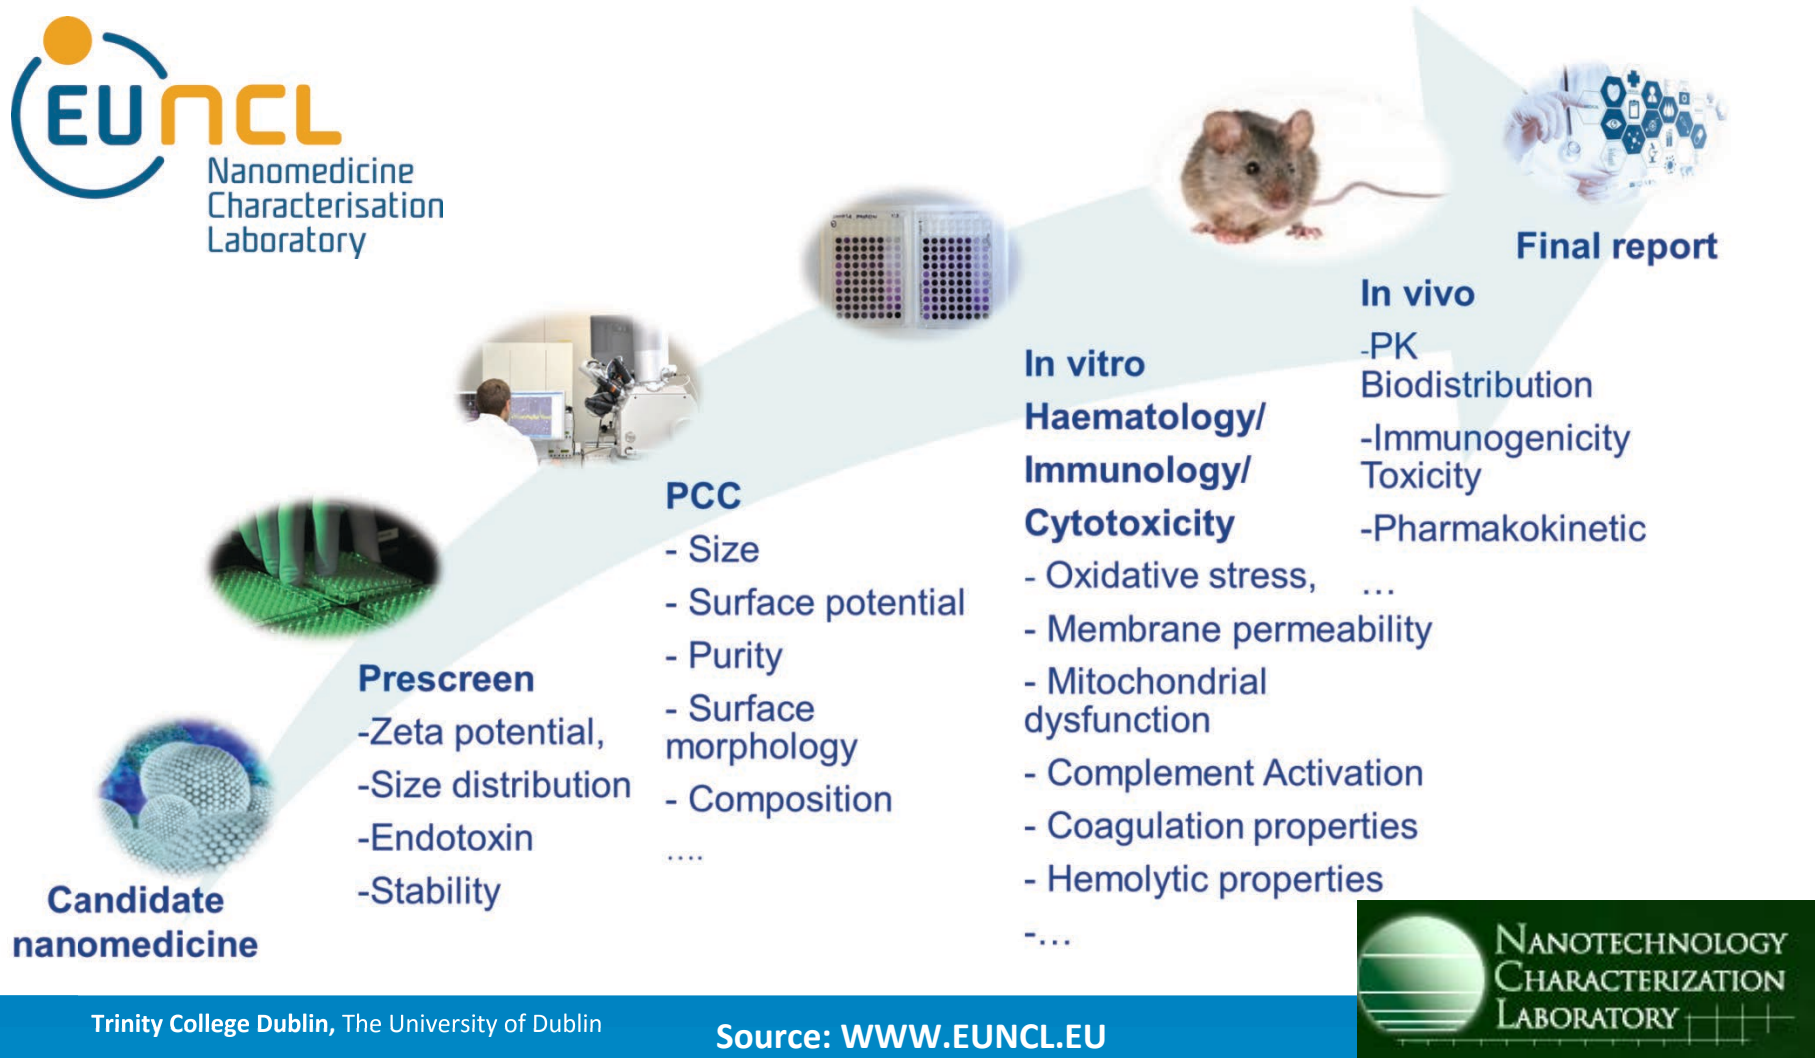 EUNCL
Nanomedicine
Characterisation
Laboratory
Final report
In vivo
-PK
Biodistribution
-Immunogenicity
Toxicity
-Pharmakokinetic
...
In vitro
Haematology/
Immunology/
Cytotoxicity
- Oxidative stress,
- Membrane permeability
- Mitochondrial
dysfunction
- Complement Activation
- Coagulation properties
- Hemolytic properties
-...
PCC
- Size
- Surface potential
- Purity
- Surface
morphology
- Composition
....
Prescreen
-Zeta potential,
-Size distribution
-Endotoxin
-Stability
Candidate
nanomedicine
NANOTECHNOLOGY
CHARACTERIZATION
LABORATORY
Trinity College Dublin, The University of Dublin
Source: WWW.EUNCL.EU